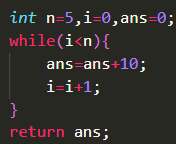 int n=5,i=0,ans=0;
while(i<n){
    ans=ans+10;
    i=i+1;
}
return ans;